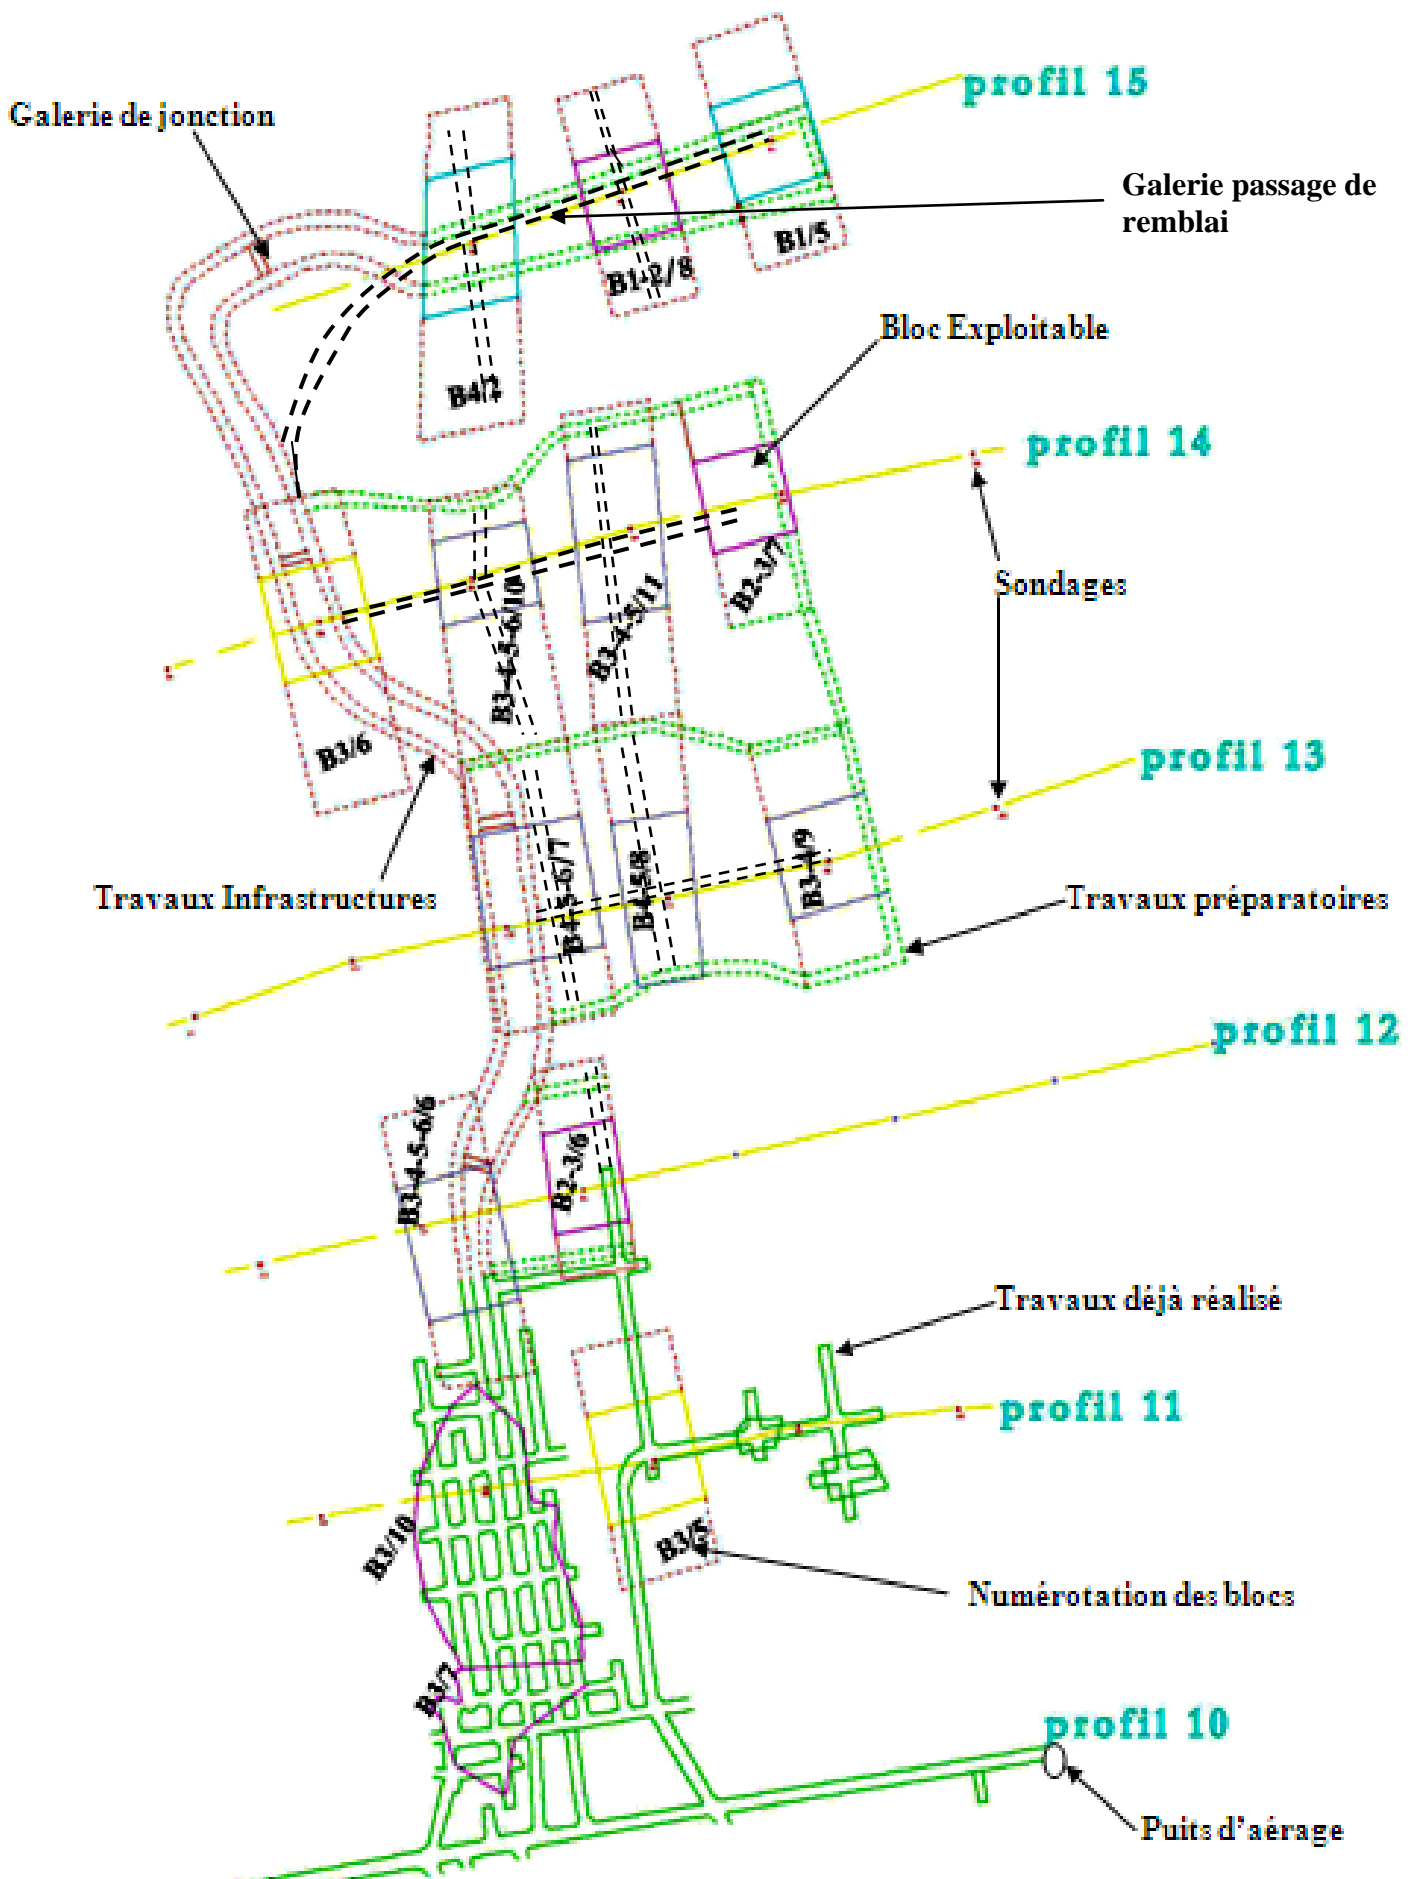 profil 15
Galerie de jonction
Galerie passage de
remblai
B1/5
B1-2/8
Bloc Exploitable
B4/2
profil 14
B2-3/7
Sondages
B3-4-5-6/10
B3-4-5/11
B3/6
profil 13
B4-5-6/7
B4-5/8
B3-4/9
Travaux Infrastructures
Travaux préparatoires
profil 12
B3-4-5-6/6
B2-3/6
Travaux déjà réalisé
profil 11
B3/10
B3/5
Numérotation des blocs
B3/7
profil 10
Puits d'aérage